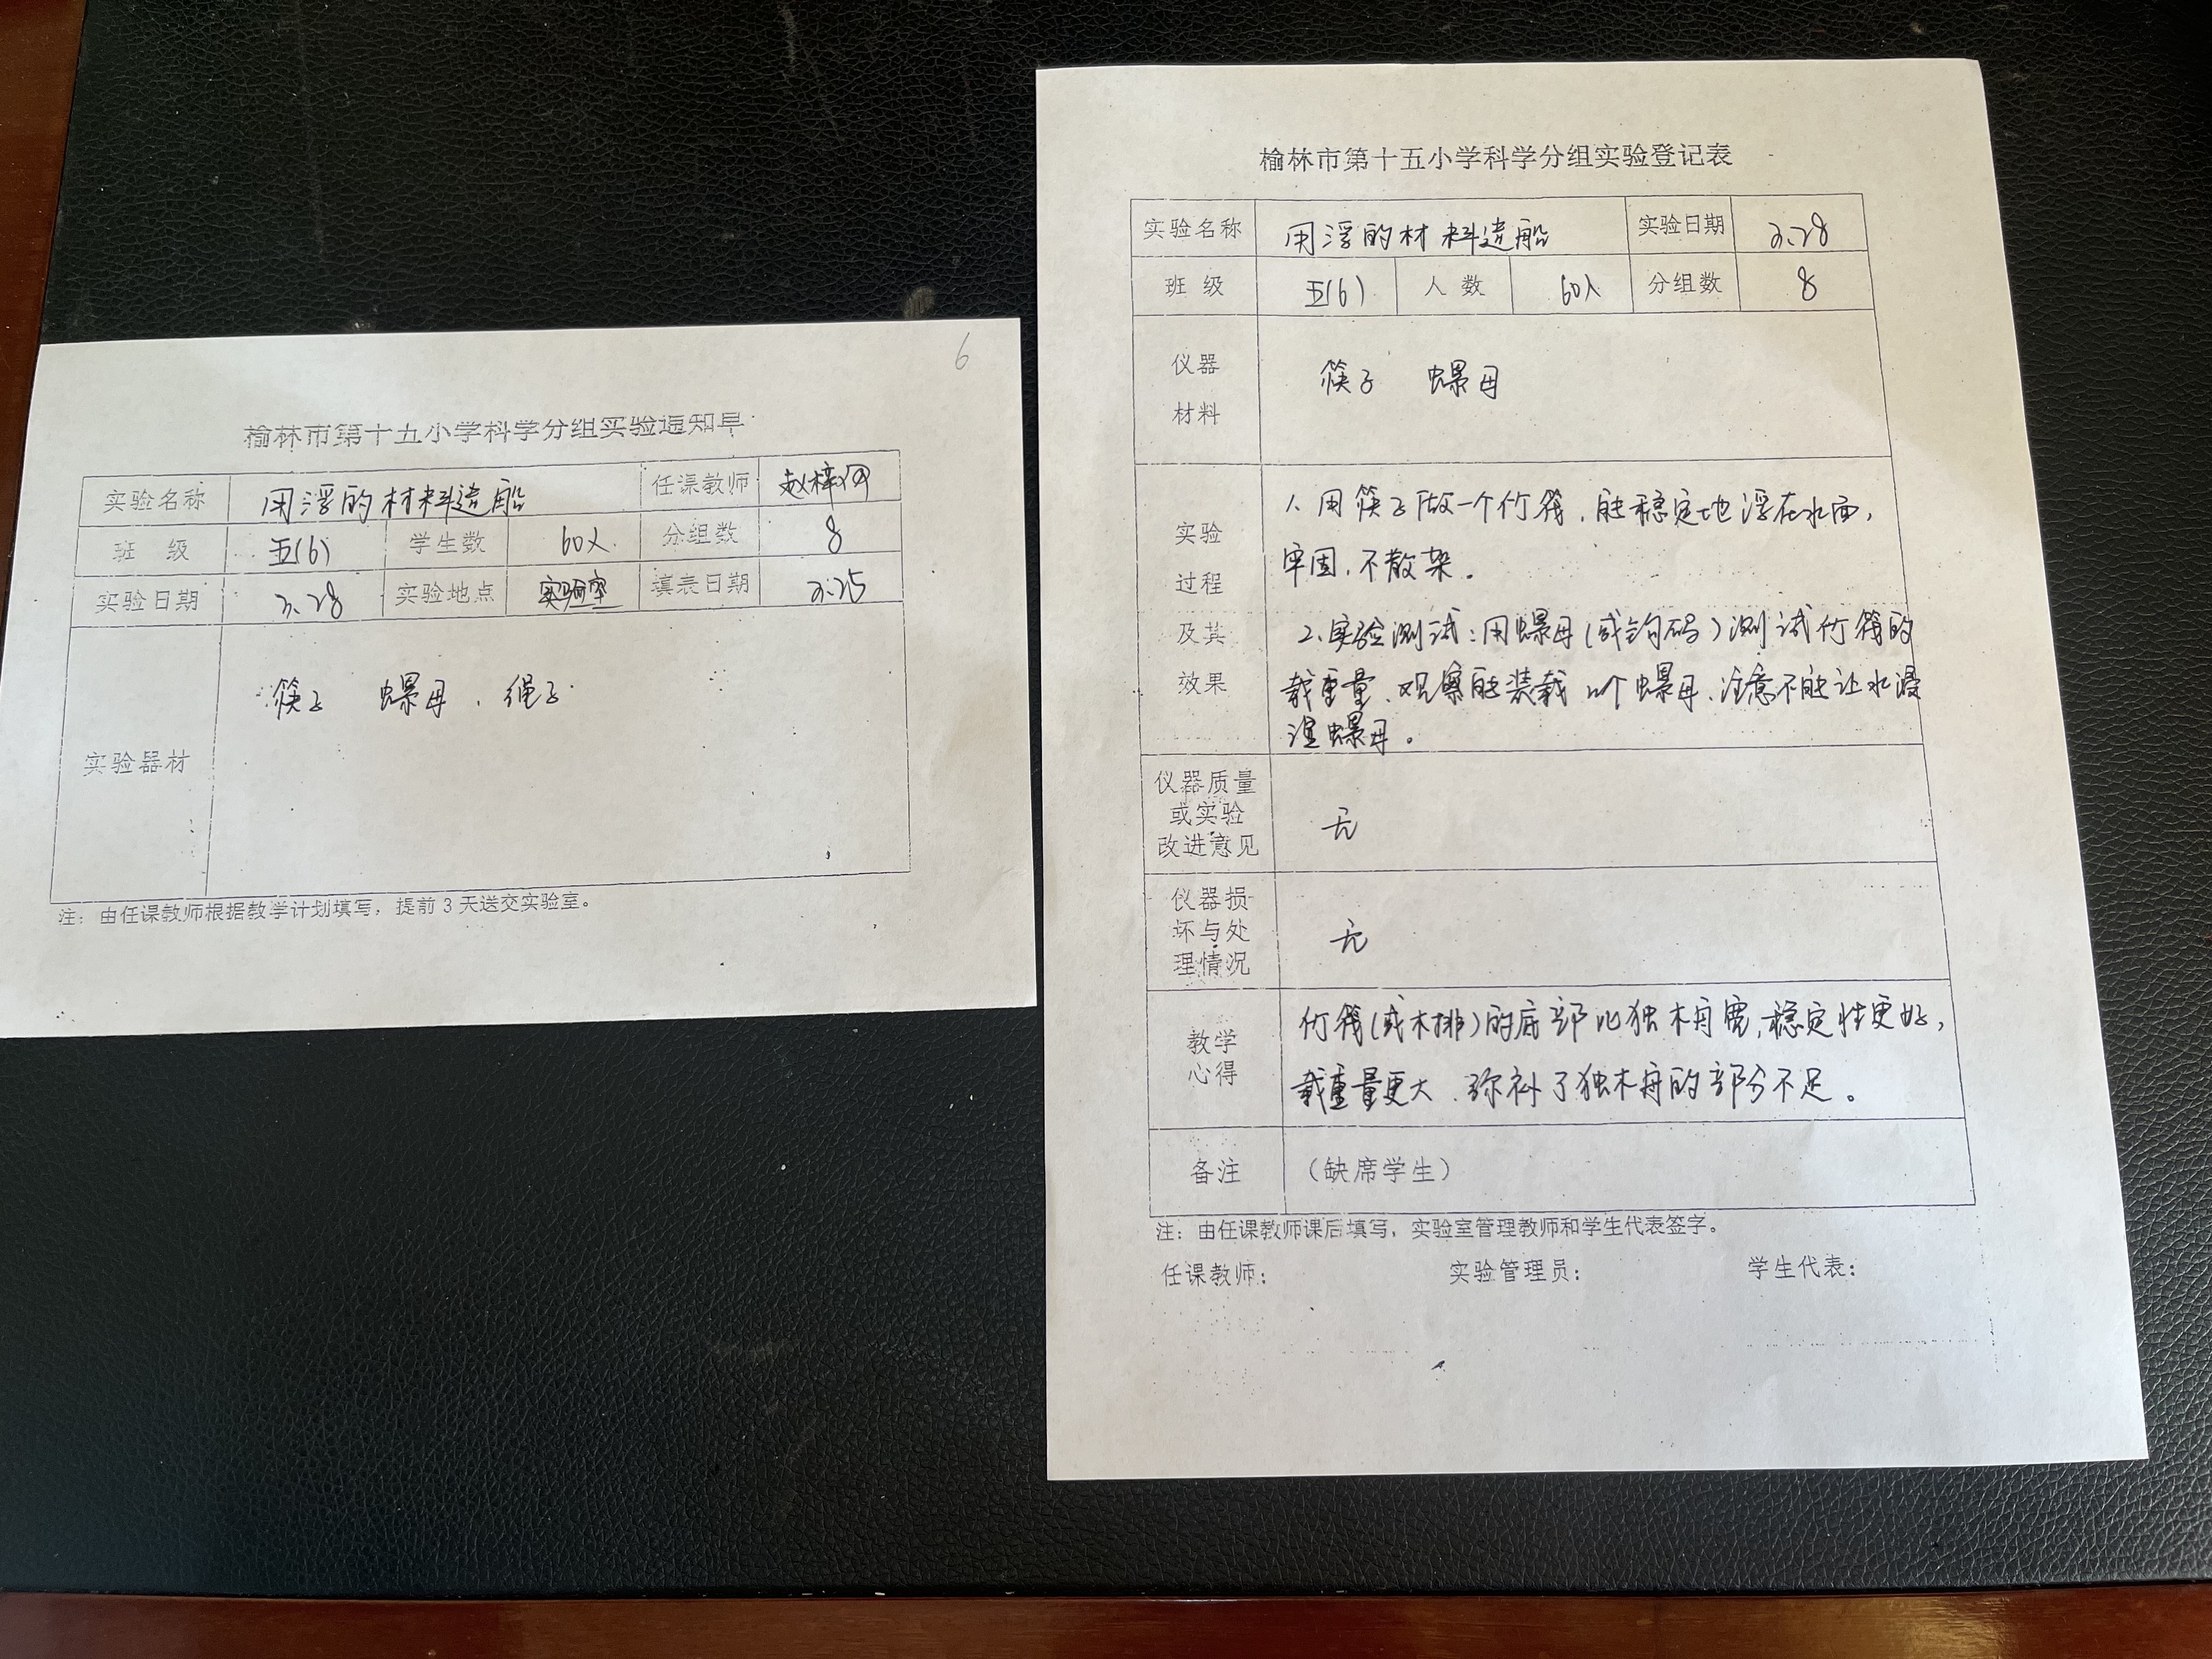 6
榆林市第十五小学科学分组实验通知单
实验名称 用浮的材料造船 任课教师 赵梓
班 级 五(6) 学生数 60人 分组数 8
实验日期 3.28 实验地点 实验室 填表日期 3.25
筷子 螺母、绳子
实验器材
注:由任课教师根据教学计划填写,提前3天送交实验室。
榆林市第十五小学科学分组实验登记表
实验名称 用浮的材料造船 实验日期 3.28
班 级 五(6) 人 数 60人 分组数 8
仪器
材料
筷子 螺母
实验
过程
及其
效果
1、用筷子做一个竹筏,能稳定地浮在水面,
牢固、不散架。
2、实验测试:用螺母(或钩码)测试竹筏的
载重量、观察能装载 个螺母、注意不能让水浸
湿螺母。
仪器质量
或实验
改进意见
无
仪器损
坏与处
理情况
无
教学
心得
竹筏(或木排)的底部比独木舟宽,稳定性更好,
载重量更大、弥补了独木舟的部分不足。
备注 (缺席学生)
注:由任课教师课后填写,实验室管理教师和学生代表签字。
任课教师: 实验管理员: 学生代表: